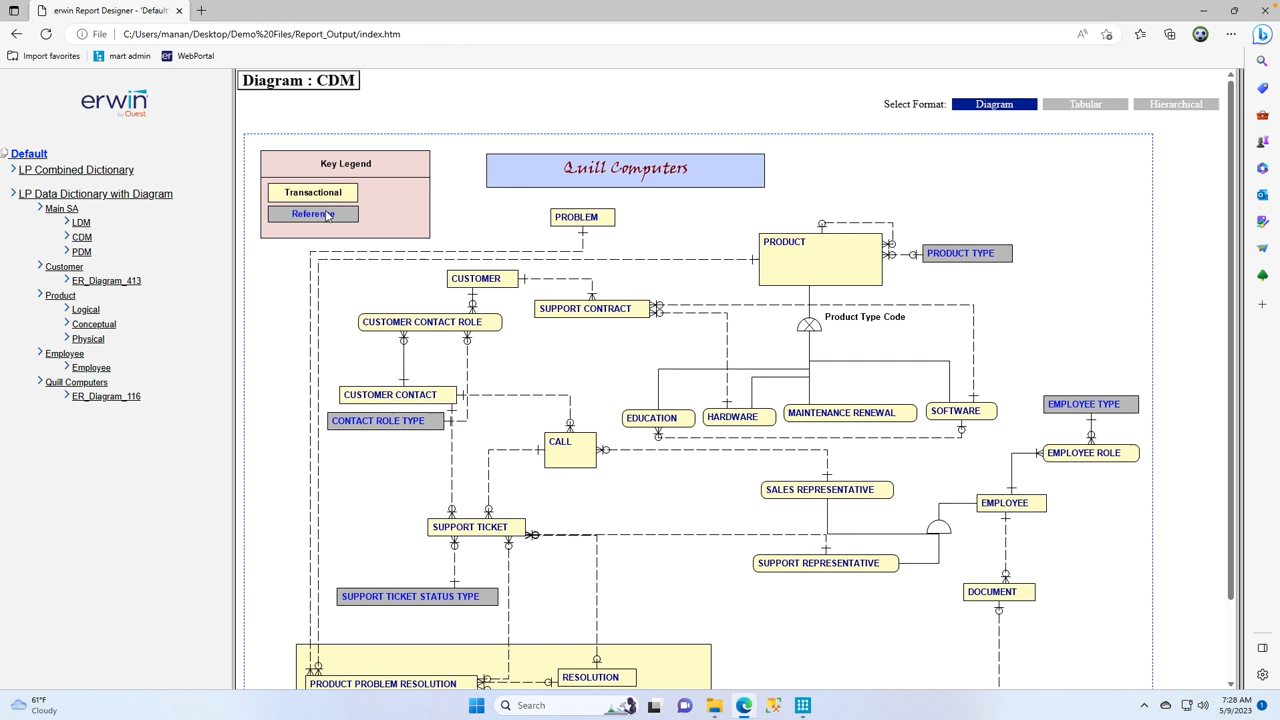 erwin Report Designer - 'Default'
File
C:/Users/manan/Desktop/Demo%20Files/Report_Output/index.htm
Import favorites
mart admin
WebPortal
erwin
by Quest
Default
LP Combined Dictionary
LP Data Dictionary with Diagram
Main SA
LDM
CDM
PDM
Customer
ER_Diagram_413
Product
Logical
Conceptual
Physical
Employee
Employee
Quill Computers
ER_Diagram_116
Diagram : CDM
Select Format:
Diagram
Tabular
Hierarchical
Key Legend
Transactional
Reference
Quill Computers
PROBLEM
PRODUCT
PRODUCT TYPE
CUSTOMER
SUPPORT CONTRACT
Product Type Code
CUSTOMER CONTACT ROLE
CUSTOMER CONTACT
CONTACT ROLE TYPE
EDUCATION
HARDWARE
MAINTENANCE RENEWAL
SOFTWARE
EMPLOYEE TYPE
CALL
EMPLOYEE ROLE
SALES REPRESENTATIVE
EMPLOYEE
SUPPORT TICKET
SUPPORT REPRESENTATIVE
DOCUMENT
SUPPORT TICKET STATUS TYPE
RESOLUTION
PRODUCT PROBLEM RESOLUTION
61°F
Cloudy
Search
7:28 AM
5/9/2023